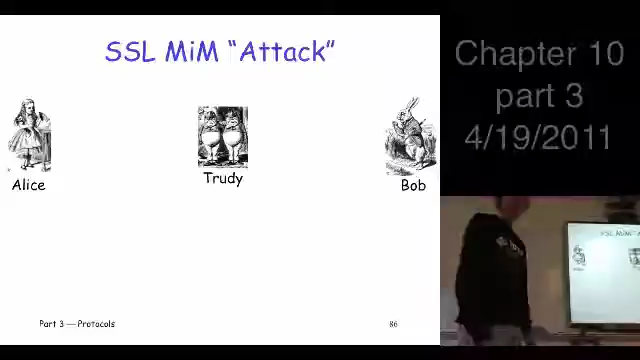 SSL MiM “Attack”
Chapter 10
part 3
4/19/2011
Alice
Trudy
Bob
Part 3 — Protocols
86